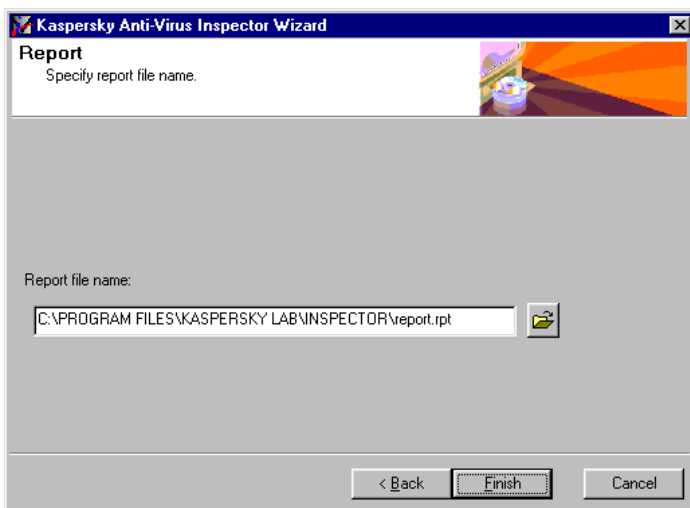 Kaspersky Anti-Virus Inspector Wizard
Report
Specify report file name.
Report file name:
C:\PROGRAM FILES\KASPERSKY LAB\INSPECTOR\report.rpt
< Back Finish Cancel